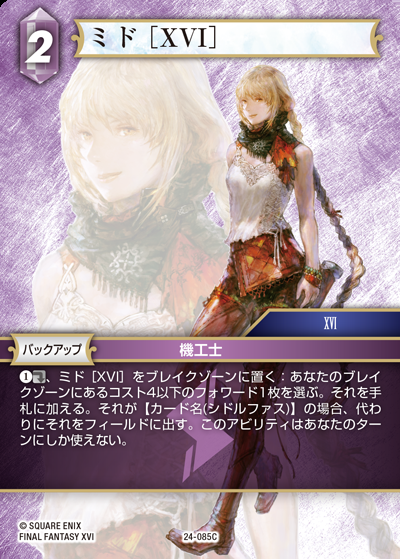 2
ミド［XVI］
XVI
バックアップ
機工士
1、ミド［XVI］をブレイクゾーンに置く：あなたのブレイ
クゾーンにあるコスト4以下のフォワード1枚を選ぶ。それを手
札に加える。それが【カード名(シドルファス)】の場合、代わ
りにそれをフィールドに出す。このアビリティはあなたのター
ンにしか使えない。
© SQUARE ENIX
FINAL FANTASY XVI
24-085C